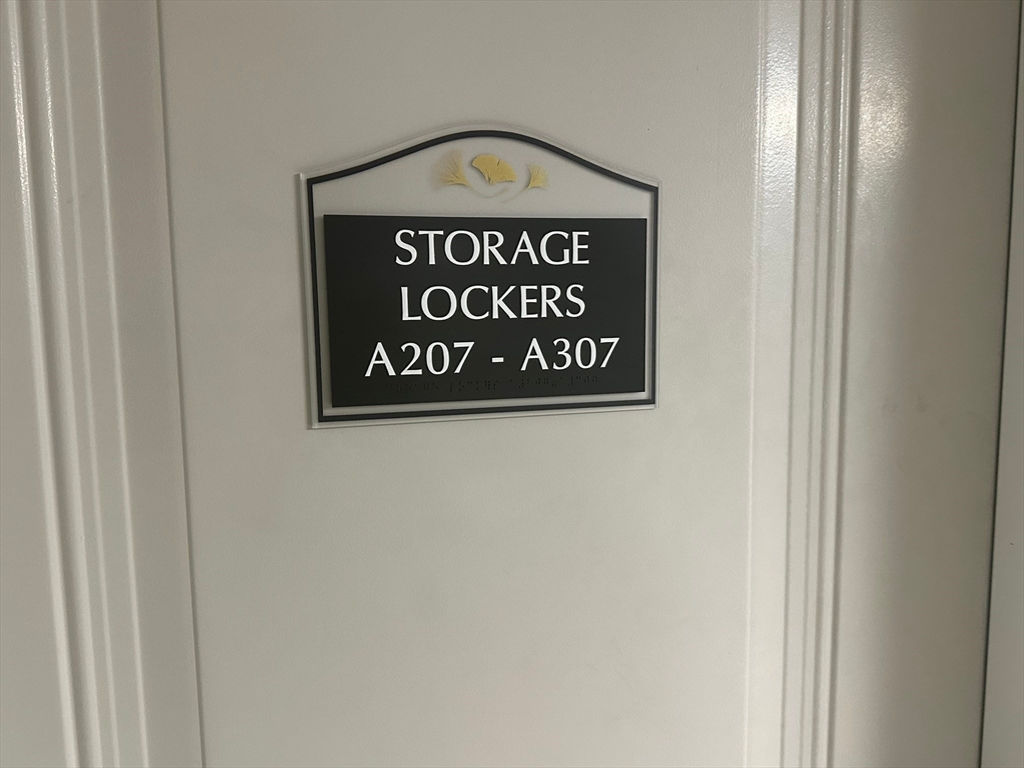 STORAGE
LOCKERS
A207 - A307